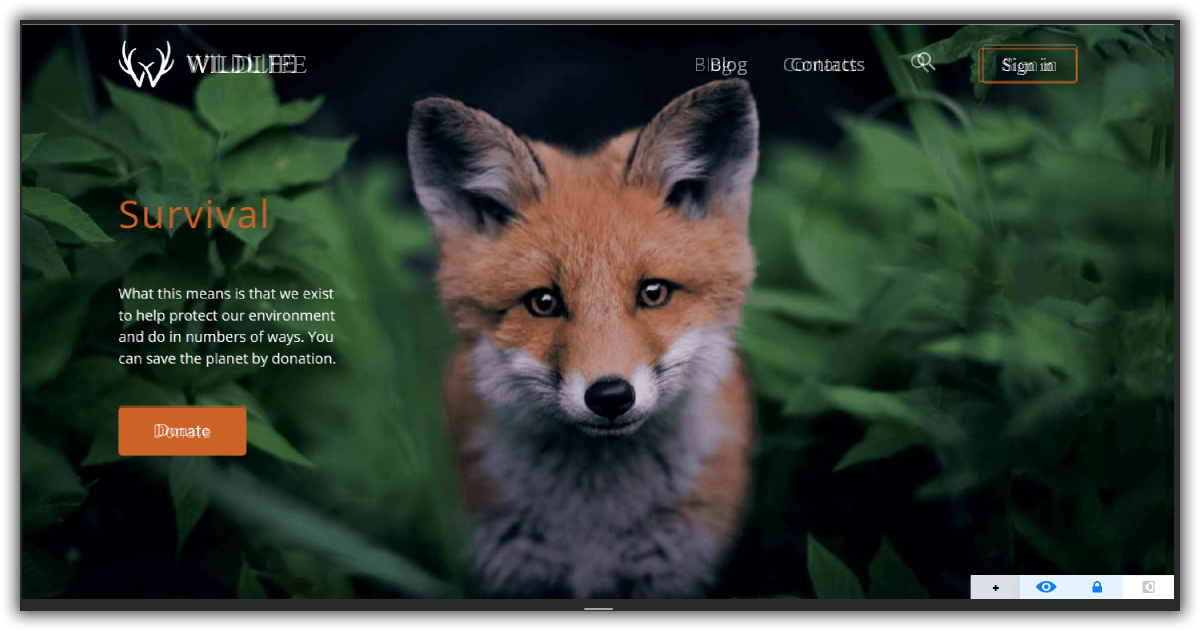 WILDLIFE Blog Contacts Sign in
Survival
What this means is that we exist
to help protect our environment
and do in numbers of ways. You
can save the planet by donation.
Donate
+